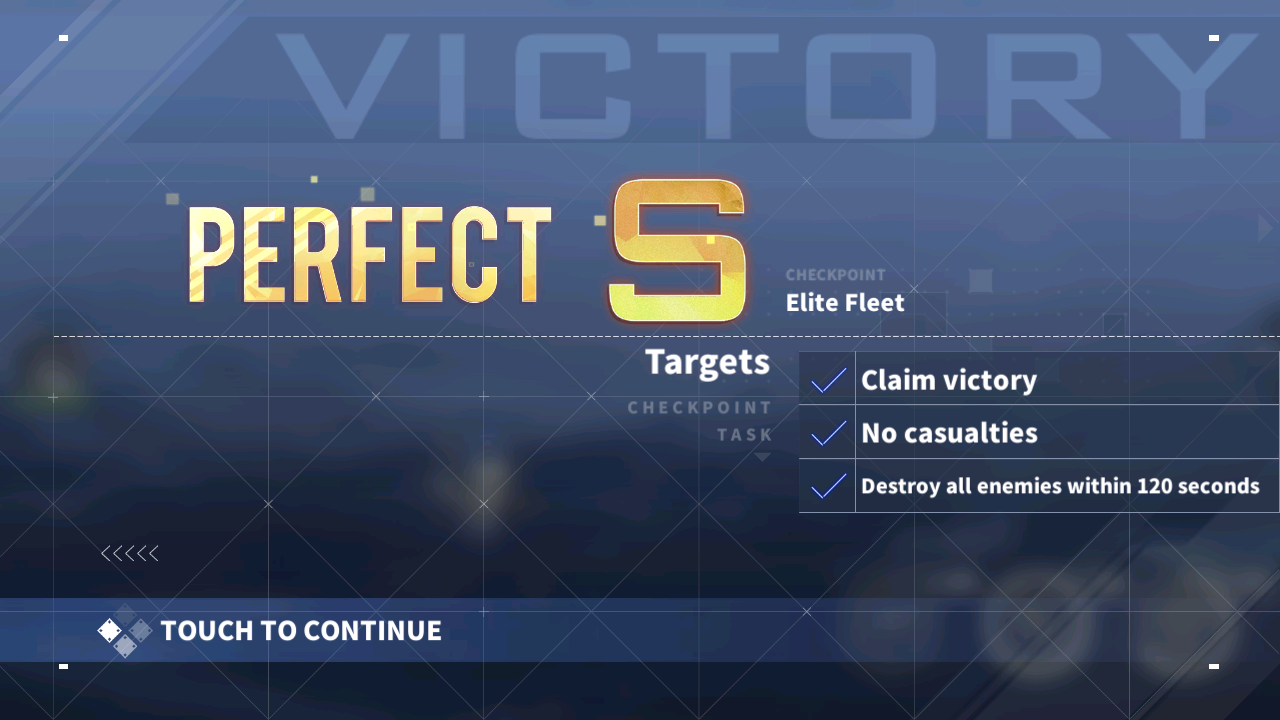 VICTORY
PERFECT S
CHECKPOINT
Elite Fleet
Targets
CHECKPOINT
TASK
Claim victory
No casualties
Destroy all enemies within 120 seconds
TOUCH TO CONTINUE